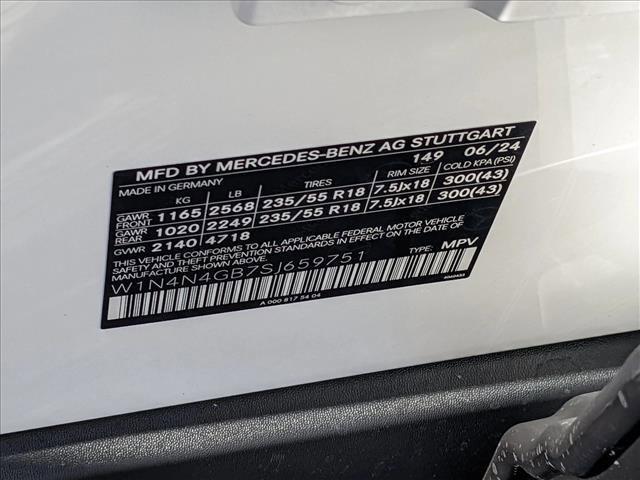 MFD BY MERCEDES-BENZ AG STUTTGART
149 06/24
MADE IN GERMANY
KG LB TIRES RIM SIZE COLD KPA (PSI)
GAWR FRONT 1165 2568 235/55 R18 7.5Jx18 300(43)
GAWR REAR 1020 2249 235/55 R18 7.5Jx18 300(43)
GVWR 2140 4718
THIS VEHICLE CONFORMS TO ALL APPLICABLE FEDERAL MOTOR VEHICLE
SAFETY AND THEFT PREVENTION STANDARDS IN EFFECT ON THE DATE OF
MANUFACTURE SHOWN ABOVE.
W1N4N4GB7SJ659751 TYPE: MPV
A 000 817 54 04